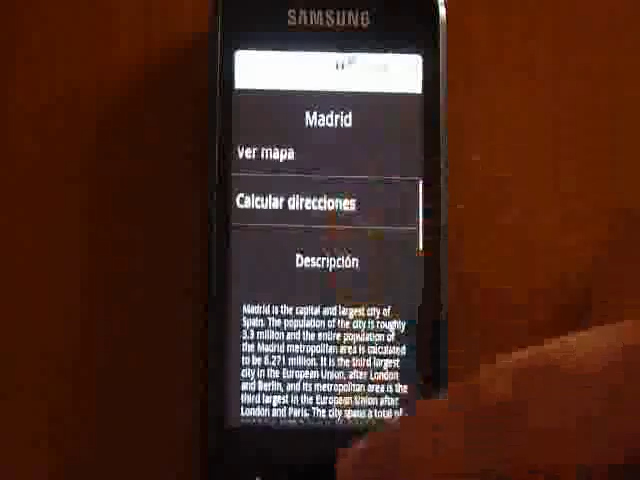 SAMSUNG
Madrid
Ver mapa
Calcular direcciones
Descripción
Madrid is the capital and largest city of
Spain. The population of the city is roughly
3.3 million and the entire population of
the Madrid metropolitan area is calculated
to be 6.271 million. It is the third largest
city in the European Union, after London
and Berlin, and its metropolitan area is the
third largest in the European Union after
London and Paris. The city spans a total of